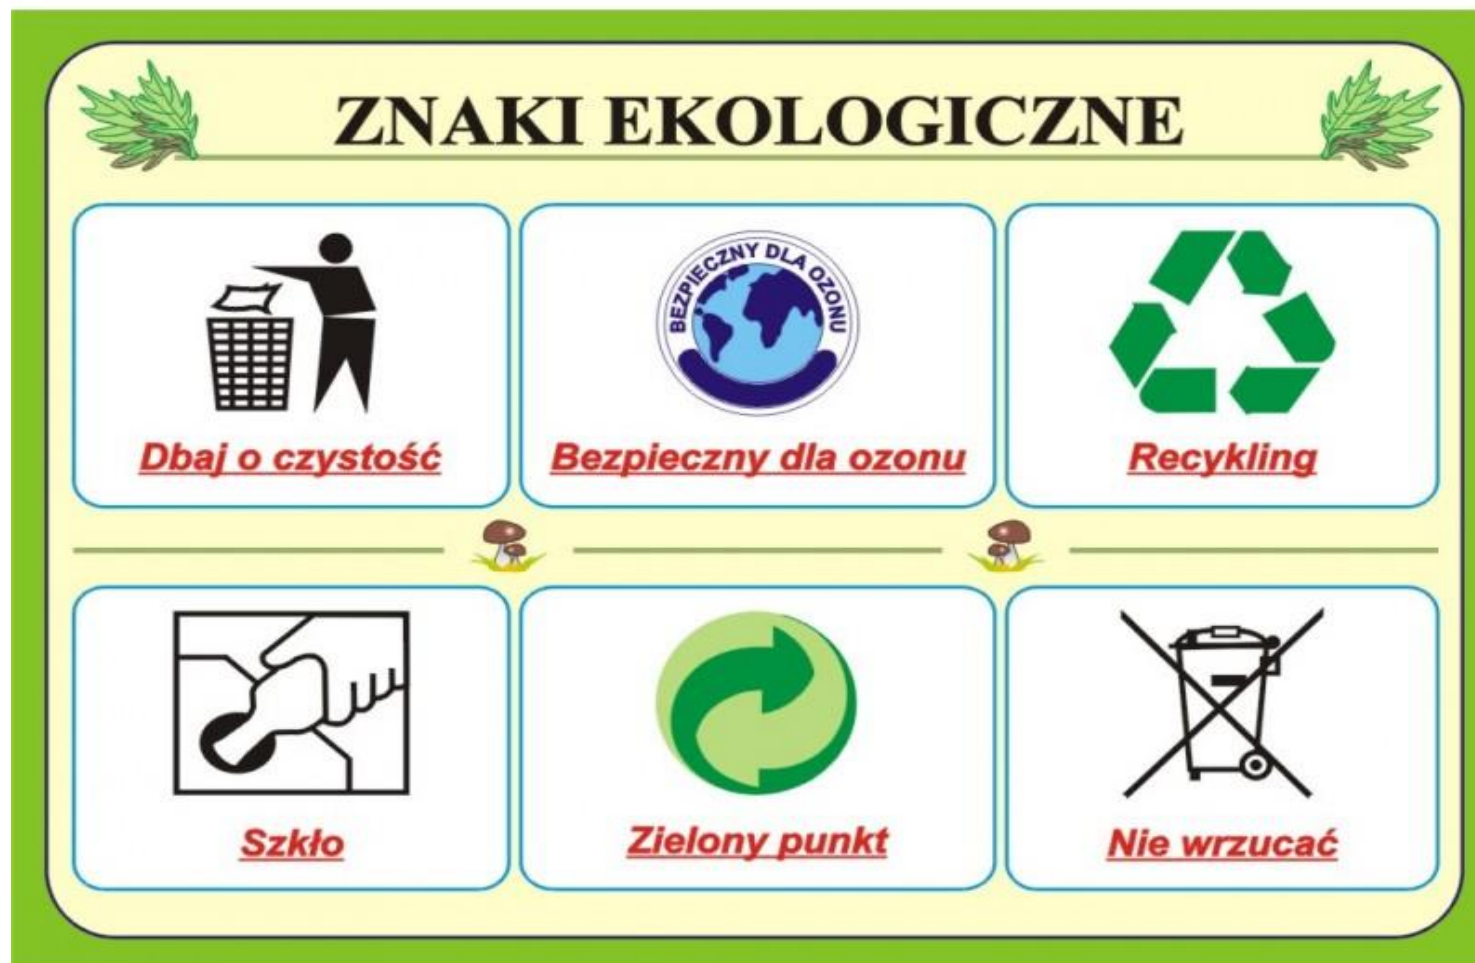 ZNAKI EKOLOGICZNE
BEZPIECZNY DLA OZONU
Dbaj o czystość
Bezpieczny dla ozonu
Recykling
Szkło
Zielony punkt
Nie wrzucać